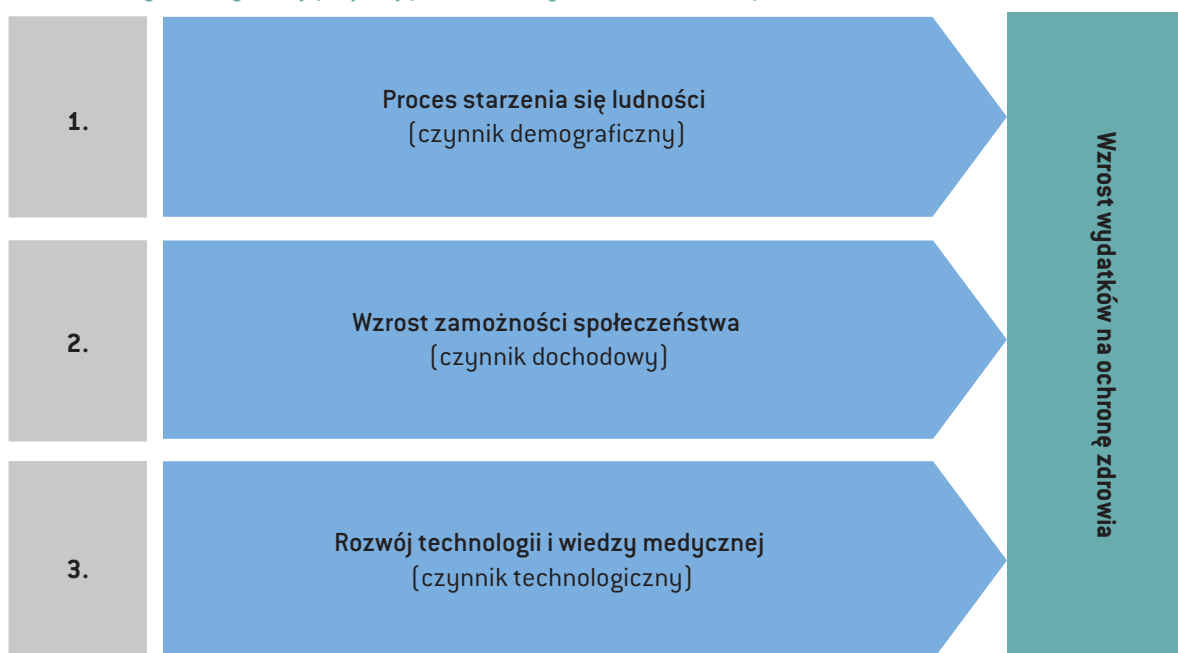 1.
Proces starzenia się ludności
(czynnik demograficzny)
2.
Wzrost zamożności społeczeństwa
(czynnik dochodowy)
3.
Rozwój technologii i wiedzy medycznej
(czynnik technologiczny)
Wzrost wydatków na ochronę zdrowia